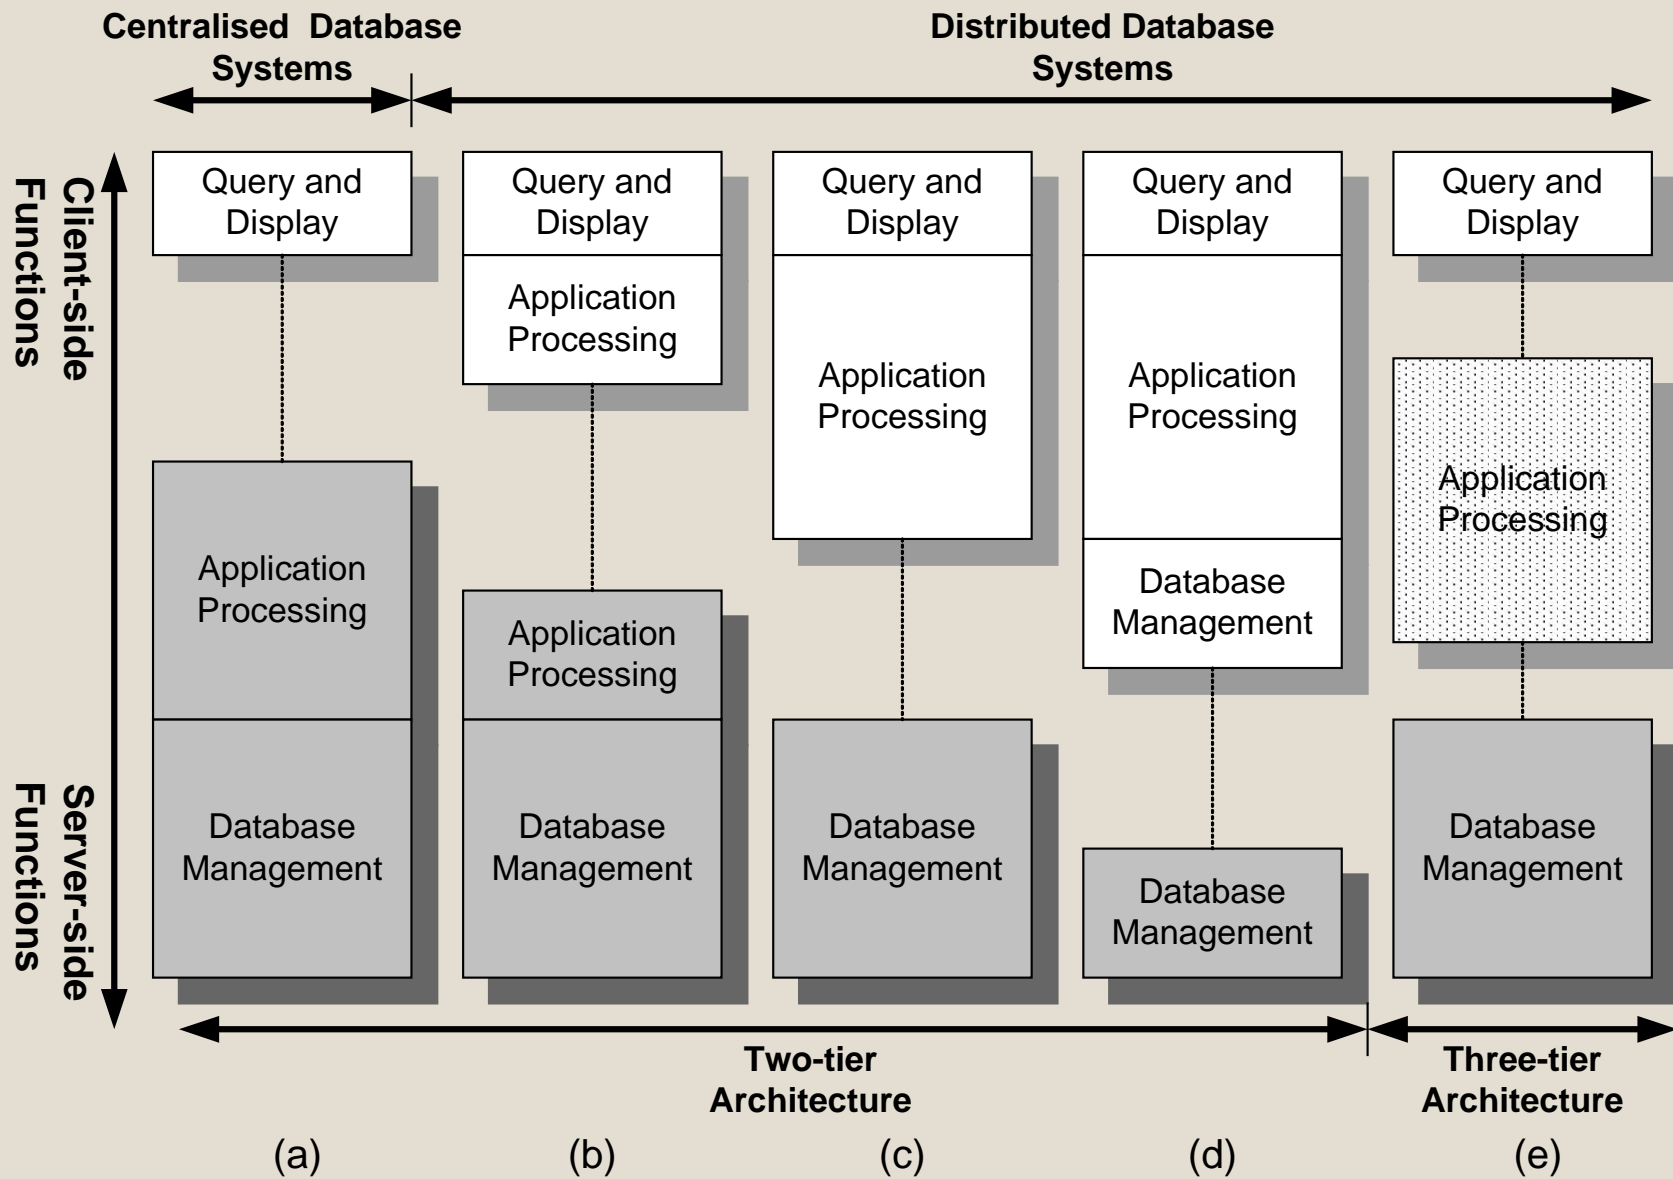 Centralised Database
Systems
Distributed Database
Systems
Client-side
Functions
Server-side
Functions
Query and
Display
Application
Processing
Database
Management
Query and
Display
Application
Processing
Application
Processing
Database
Management
Query and
Display
Application
Processing
Database
Management
Query and
Display
Application
Processing
Database
Management
Database
Management
Query and
Display
Application
Processing
Database
Management
Two-tier
Architecture
Three-tier
Architecture
(a)
(b)
(c)
(d)
(e)